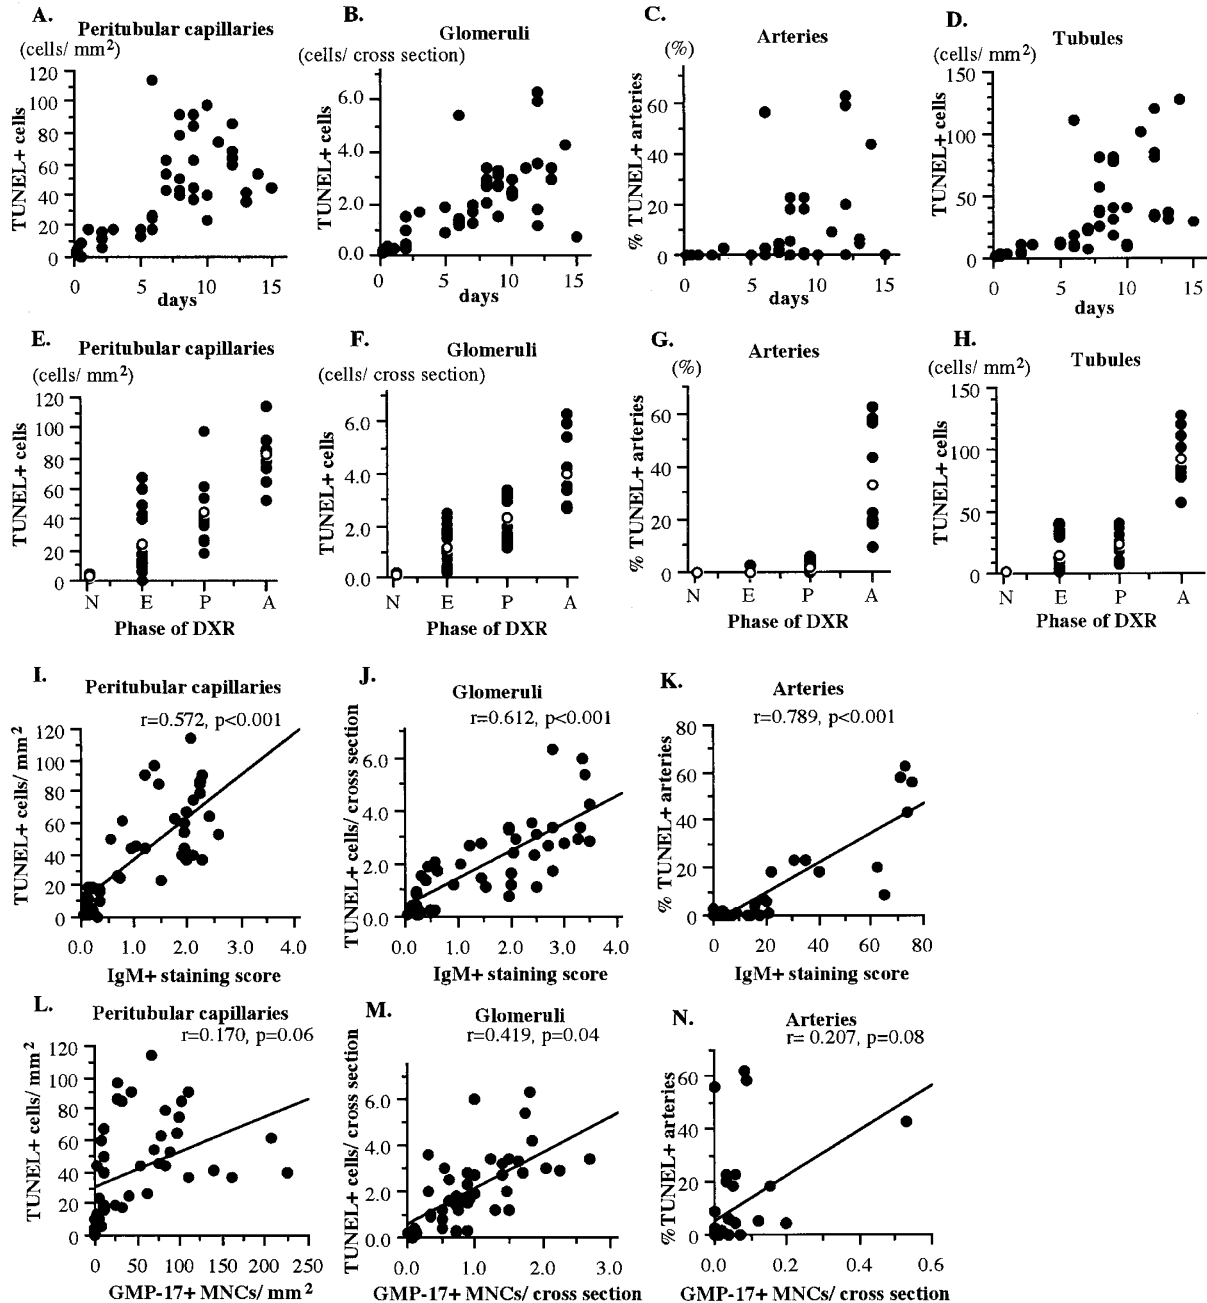 A. B. C. D.
Peritubular capillaries Glomeruli Arteries Tubules
(cells/ mm2) (cells/ cross section) (%) (cells/ mm2)
TUNEL+ cells
120
100
80
60
40
20
0
0 5 10 15
days
TUNEL+ cells
6.0
4.0
2.0
0.0
0 5 10 15
days
% TUNEL+ arteries
60
40
20
0
0 5 10 15
days
TUNEL+ cells
150
100
50
0
0 5 10 15
days
E. F. G. H.
Peritubular capillaries Glomeruli Arteries Tubules
(cells/ mm2) (cells/ cross section) (%) (cells/ mm2)
TUNEL+ cells
120
100
80
60
40
20
0
N E P A
Phase of DXR
TUNEL+ cells
6.0
4.0
2.0
0.0
N E P A
Phase of DXR
% TUNEL+ arteries
60
40
20
0
N E P A
Phase of DXR
TUNEL+ cells
150
100
50
0
N E P A
Phase of DXR
I. J. K.
Peritubular capillaries Glomeruli Arteries
r=0.572, p<0.001 r=0.612, p<0.001 r=0.789, p<0.001
TUNEL+ cells/ mm2
120
100
80
60
40
20
0
0.0 1.0 2.0 3.0 4.0
IgM+ staining score
TUNEL+ cells/ cross section
6.0
4.0
2.0
0.0
0.0 1.0 2.0 3.0 4.0
IgM+ staining score
% TUNEL+ arteries
80
60
40
20
0
0 20 40 60 80
IgM+ staining score
L. M. N.
Peritubular capillaries Glomeruli Arteries
r=0.170, p=0.06 r=0.419, p=0.04 r= 0.207, p=0.08
TUNEL+ cells/ mm2
120
100
80
60
40
20
0
0 50 100 150 200 250
GMP-17+ MNCs/ mm2
TUNEL+ cells/ cross section
6.0
4.0
2.0
0.0
0.0 1.0 2.0 3.0
GMP-17+ MNCs/ cross section
%TUNEL+ arteries
60
40
20
0
0.0 0.2 0.4 0.6
GMP-17+ MNCs/ cross section